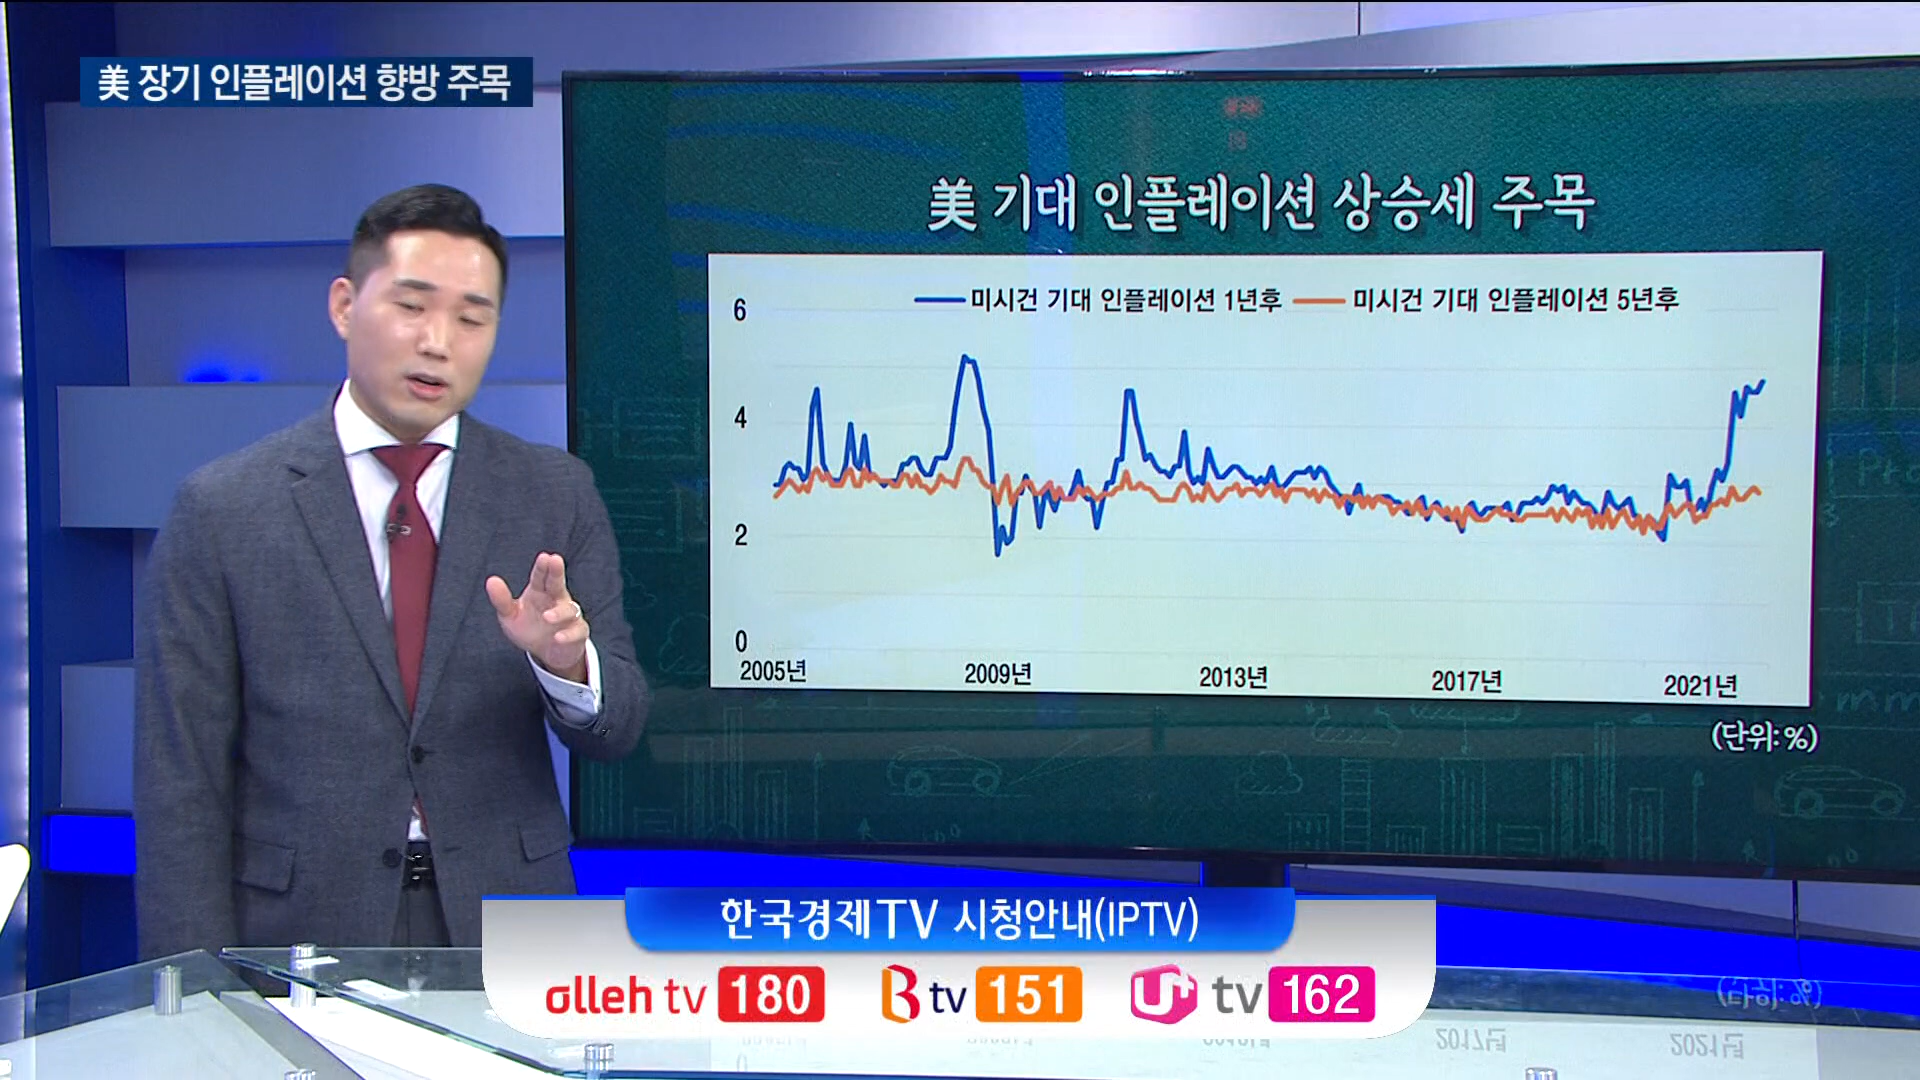 美 장기 인플레이션 향방 주목
美 기대 인플레이션 상승세 주목
미시건 기대 인플레이션 1년후 미시건 기대 인플레이션 5년후
6
4
2
0
2005년 2009년 2013년 2017년 2021년
(단위: %)
한국경제TV 시청안내(IPTV)
olleh tv 180 B tv 151 U+ tv 162